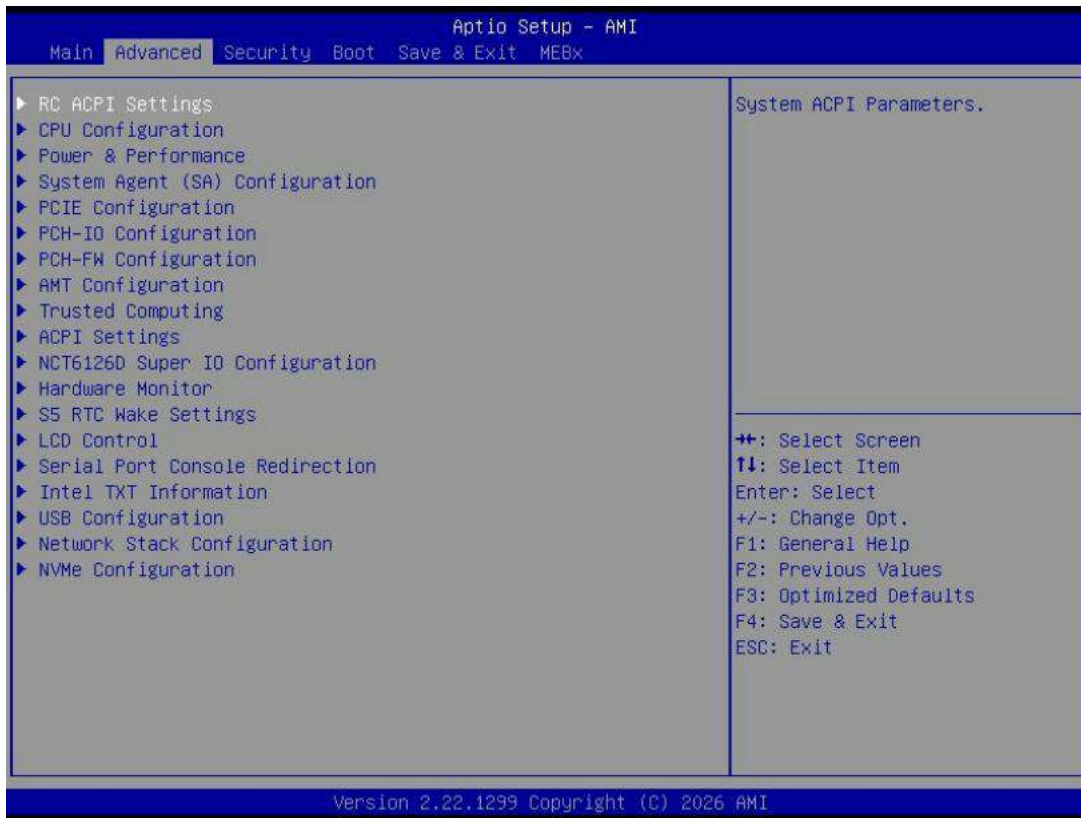 Aptio Setup - AMI
Main Advanced Security Boot Save & Exit MEBx
RC ACPI Settings
CPU Configuration
Power & Performance
System Agent (SA) Configuration
PCIE Configuration
PCH-IO Configuration
PCH-FW Configuration
AMT Configuration
Trusted Computing
ACPI Settings
NCT6126D Super IO Configuration
Hardware Monitor
S5 RTC Wake Settings
LCD Control
Serial Port Console Redirection
Intel TXT Information
USB Configuration
Network Stack Configuration
NVMe Configuration
System ACPI Parameters.
→←: Select Screen
↑↓: Select Item
Enter: Select
+/-: Change Opt.
F1: General Help
F2: Previous Values
F3: Optimized Defaults
F4: Save & Exit
ESC: Exit
Version 2.22.1299 Copyright (C) 2026 AMI